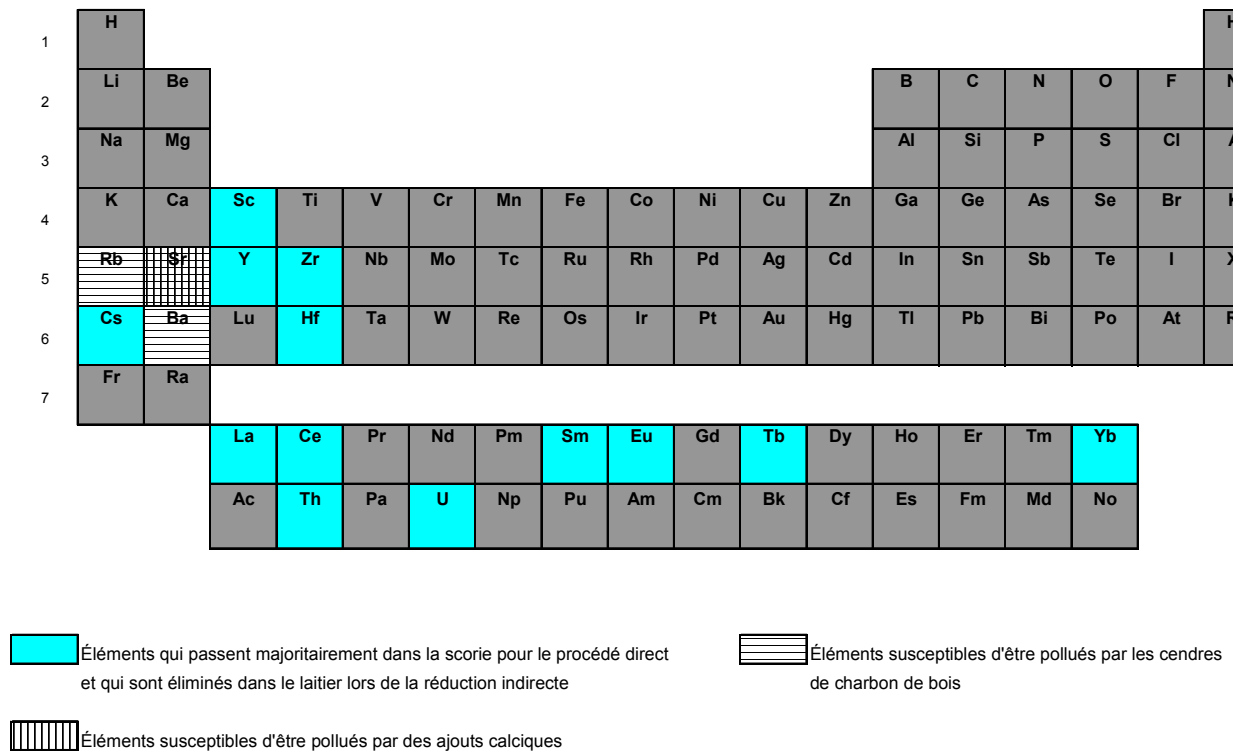 1 H
2 Li Be B C N O F
3 Na Mg Al Si P S Cl
4 K Ca Sc Ti V Cr Mn Fe Co Ni Cu Zn Ga Ge As Se Br
5 Rb Sr Y Zr Nb Mo Tc Ru Rh Pd Ag Cd In Sn Sb Te I
6 Cs Ba Lu Hf Ta W Re Os Ir Pt Au Hg Tl Pb Bi Po At
7 Fr Ra
La Ce Pr Nd Pm Sm Eu Gd Tb Dy Ho Er Tm Yb
Ac Th Pa U Np Pu Am Cm Bk Cf Es Fm Md No
Éléments qui passent majoritairement dans la scorie pour le procédé direct
et qui sont éliminés dans le laitier lors de la réduction indirecte
Éléments susceptibles d'être pollués par les cendres
de charbon de bois
Éléments susceptibles d'être pollués par des ajouts calciques